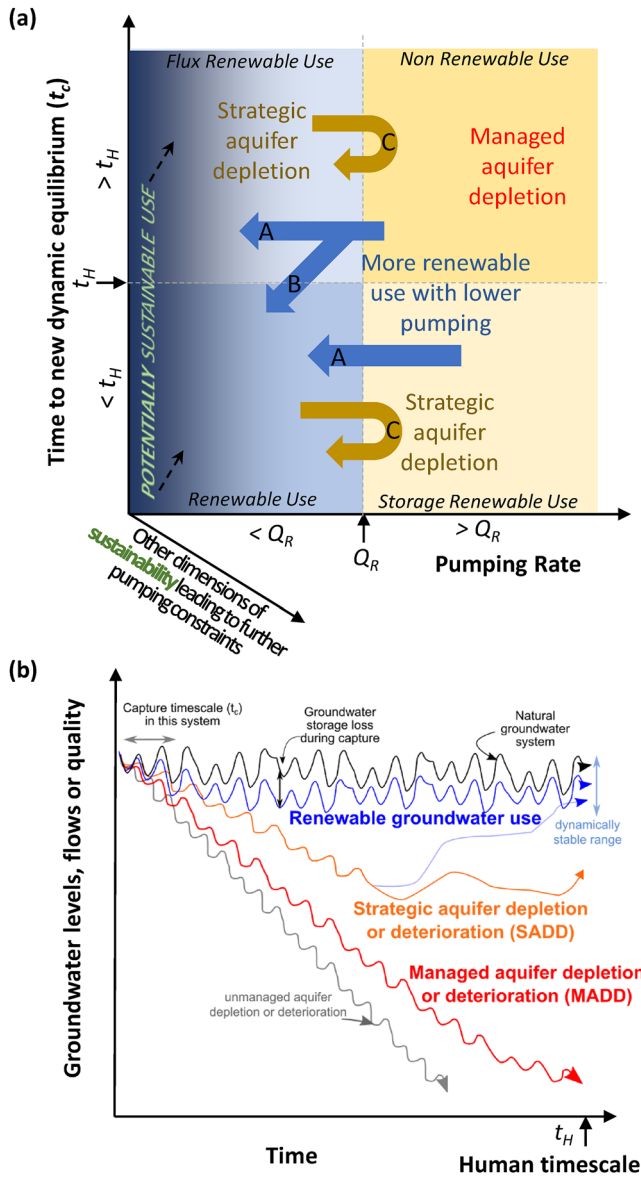 (a)
Time to new dynamic equilibrium (tc)
> tH
tH
< tH
Flux Renewable Use
Non Renewable Use
Strategic
aquifer
depletion
C
Managed
aquifer
depletion
A
B
More renewable
use with lower
pumping
A
Strategic
aquifer
depletion
C
POTENTIALLY SUSTAINABLE USE
Renewable Use
Storage Renewable Use
< QR
QR
> QR
Pumping Rate
Other dimensions of
sustainability leading to further
pumping constraints
(b)
Groundwater levels, flows or quality
Capture timescale (tc)
in this system
Groundwater
storage loss
during capture
Natural
groundwater
system
Renewable groundwater use
dynamically
stable range
Strategic aquifer depletion
or deterioration (SADD)
Managed aquifer depletion
or deterioration (MADD)
unmanaged aquifer
depletion or deterioration
tH
Time
Human timescale